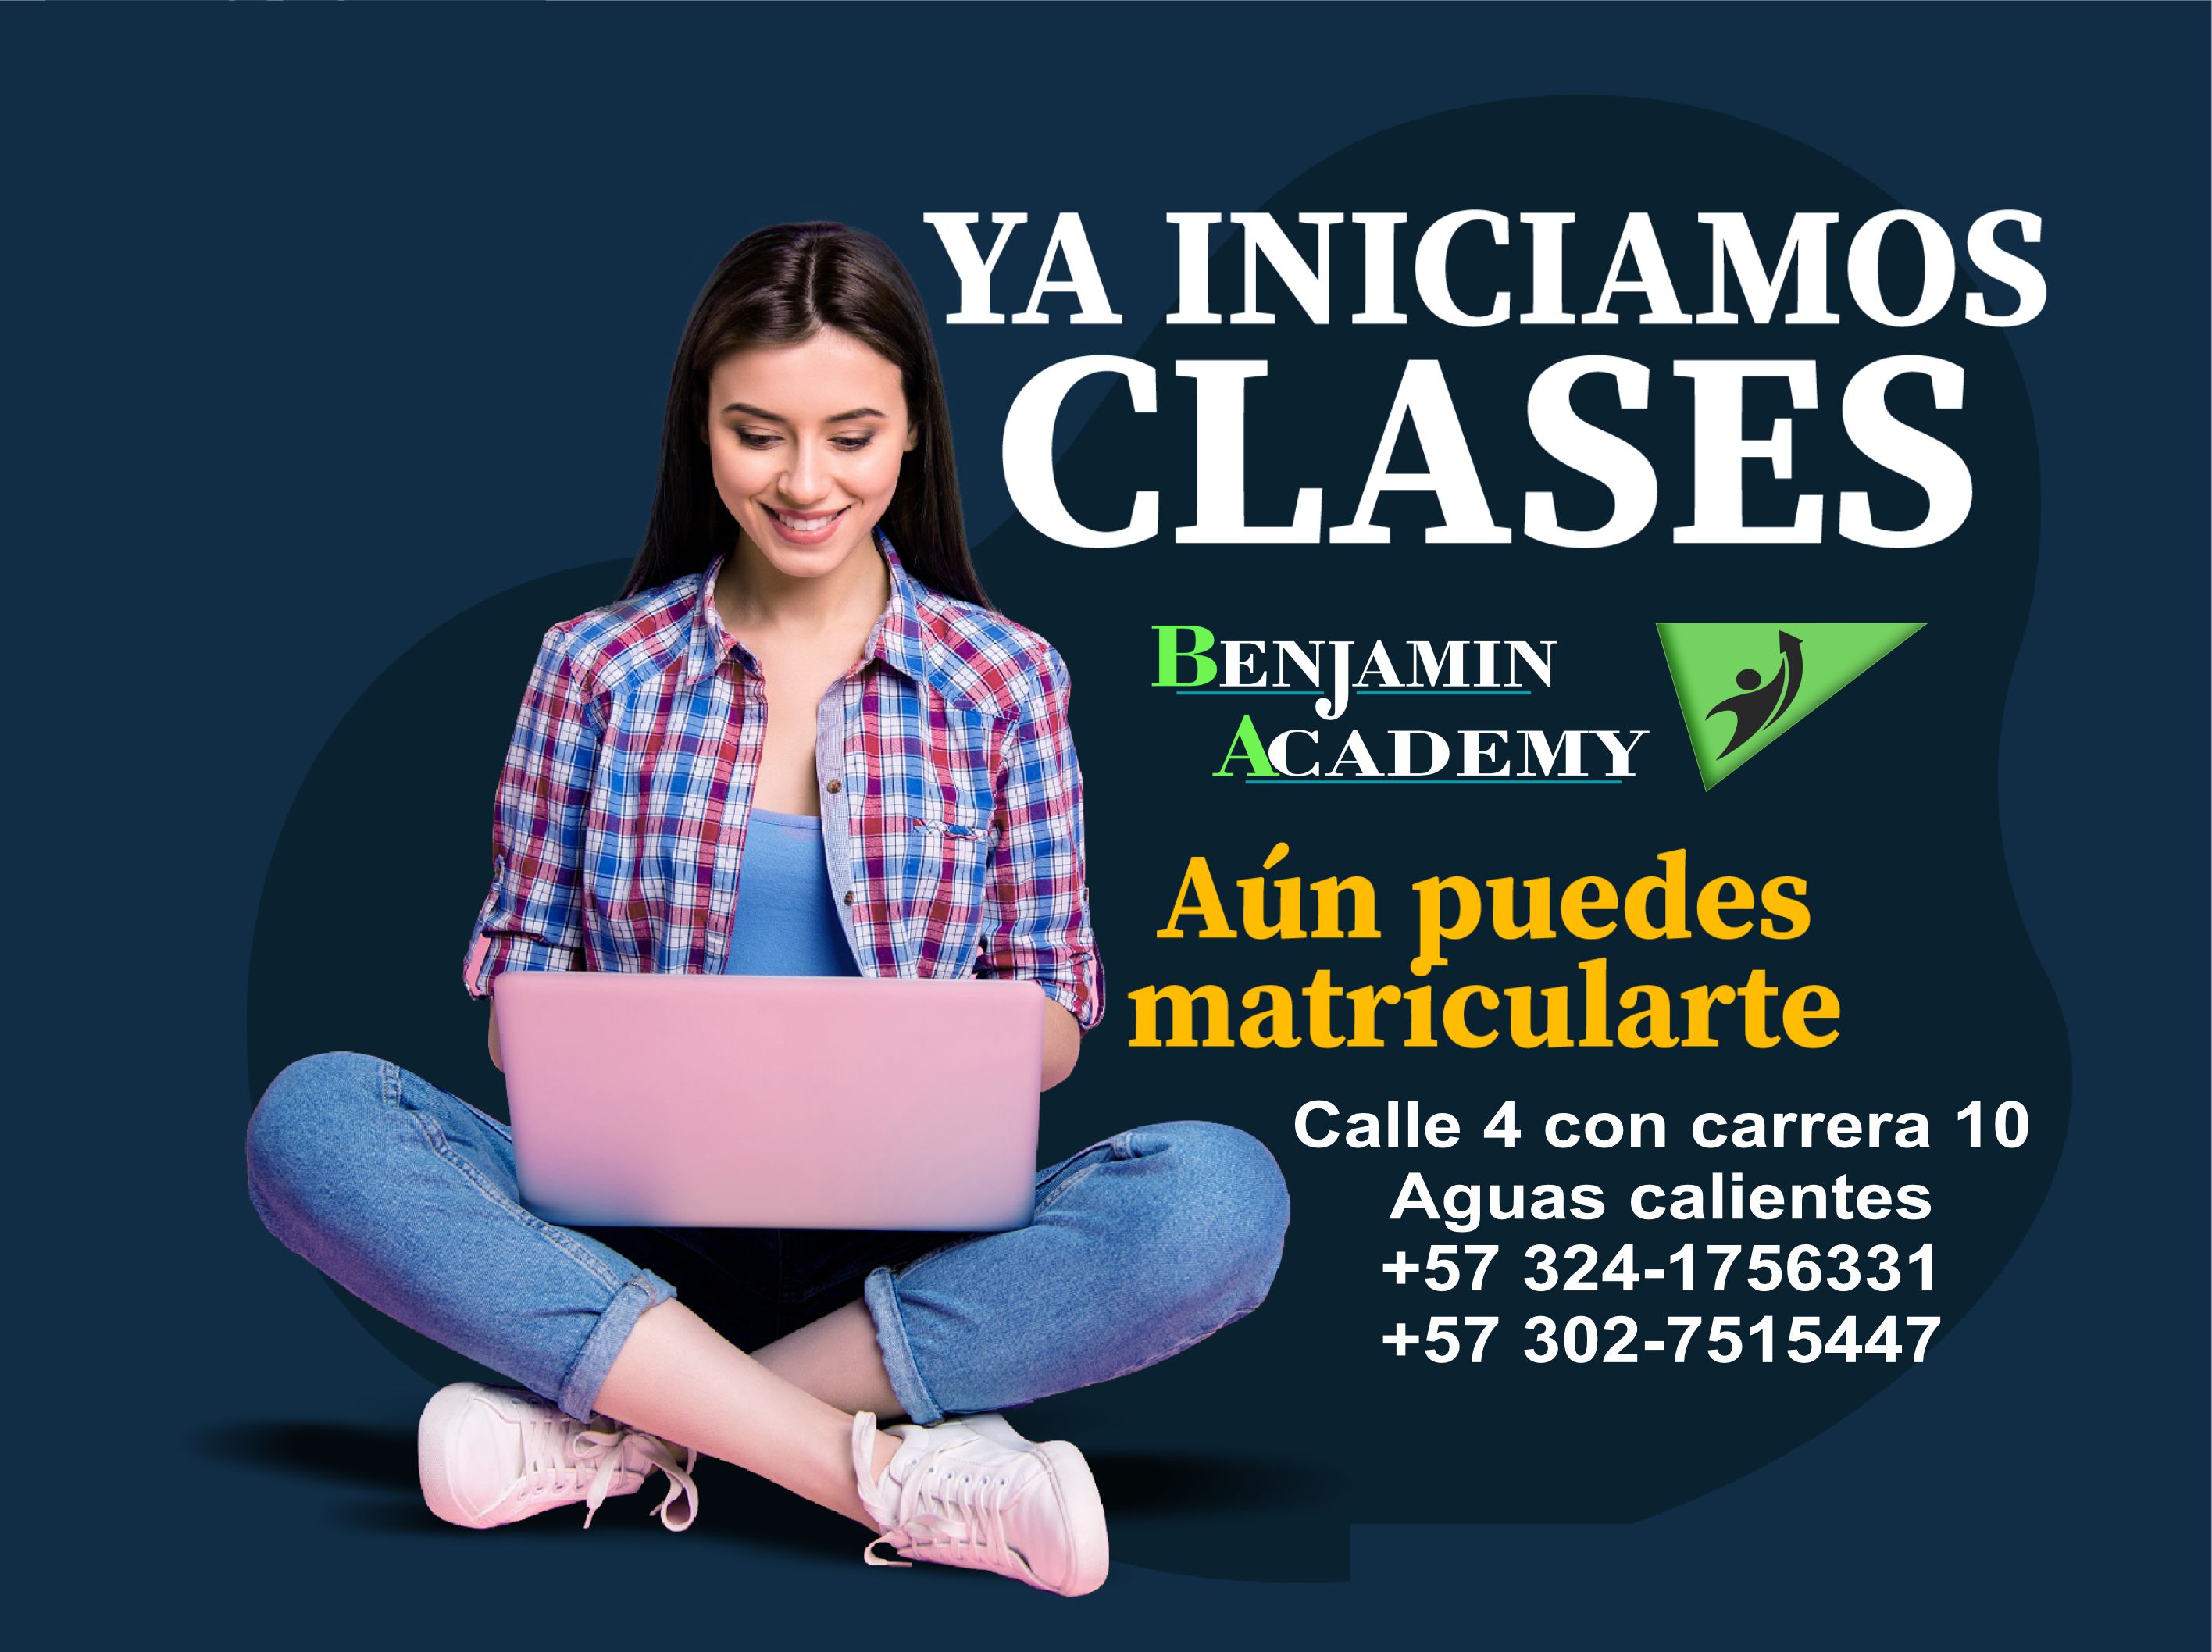 YA INICIAMOS
CLASES
BENJAMIN
ACADEMY
Aún puedes
matricularte
Calle 4 con carrera 10
Aguas calientes
+57 324-1756331
+57 302-7515447